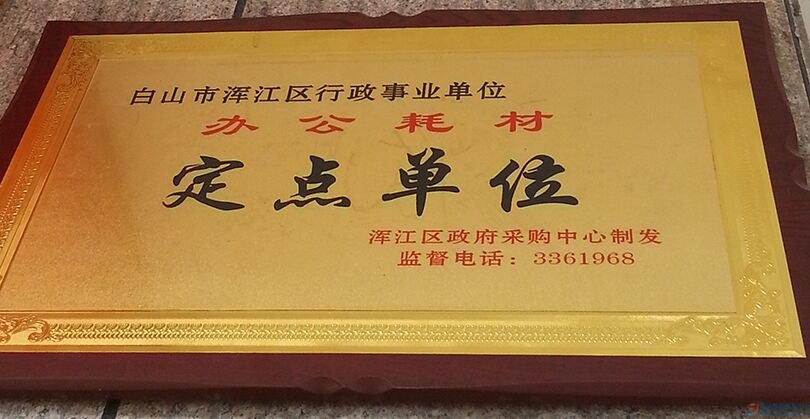 白山市浑江区行政事业单位
办公耗材
定点单位
浑江区政府采购中心制发
监督电话：3361968